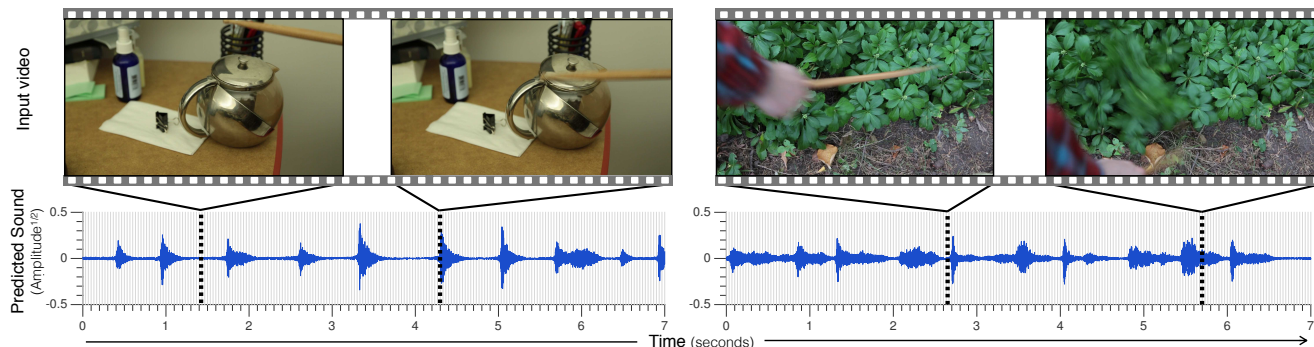 Input video
Predicted Sound
(Amplitude1/2)
0.5
0
-0.5
0 1 2 3 4 5 6 7
0.5
0
-0.5
0 1 2 3 4 5 6 7
Time (seconds)